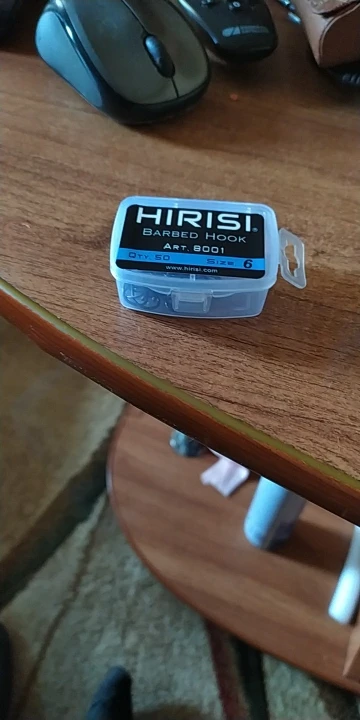 HIRISI®
BARBED HOOK
ART. 8001
QTY. 50 SIZE 6
www.hirisi.com